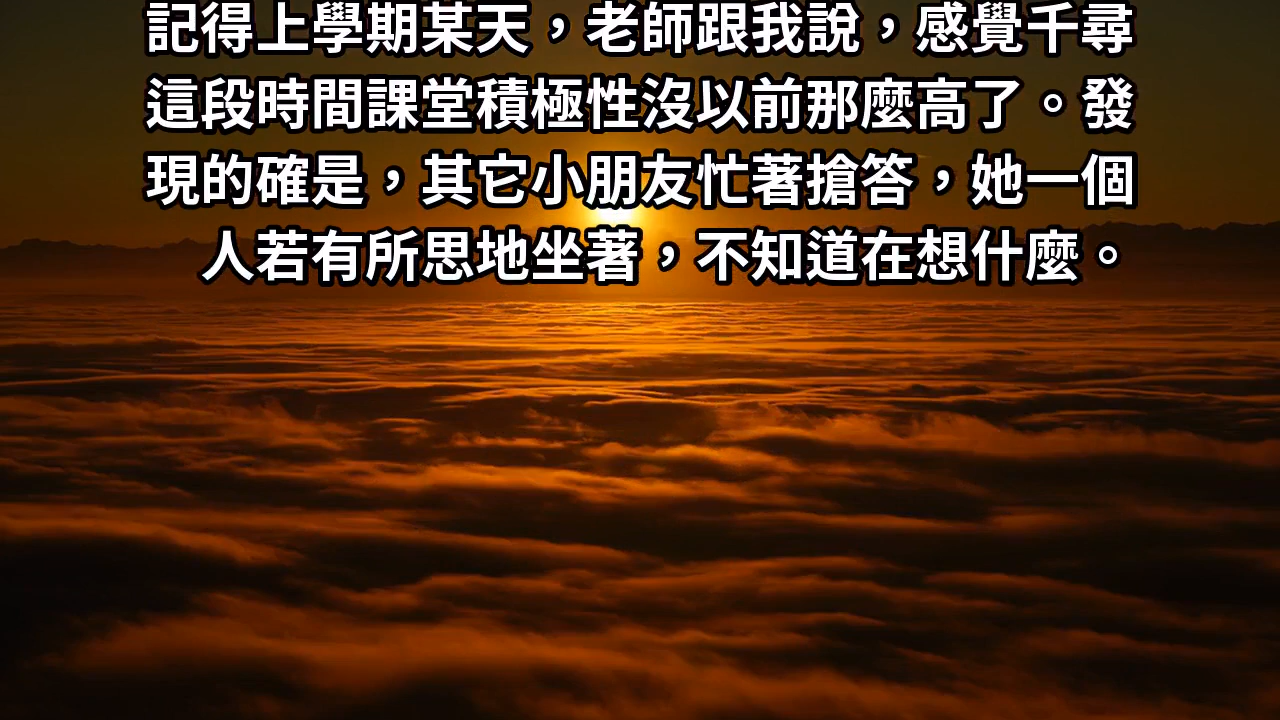 記得上學期某天，老師跟我說，感覺千尋
這段時間課堂積極性沒以前那麼高了。發
現的確是，其它小朋友忙著搶答，她一個
人若有所思地坐著，不知道在想什麼。